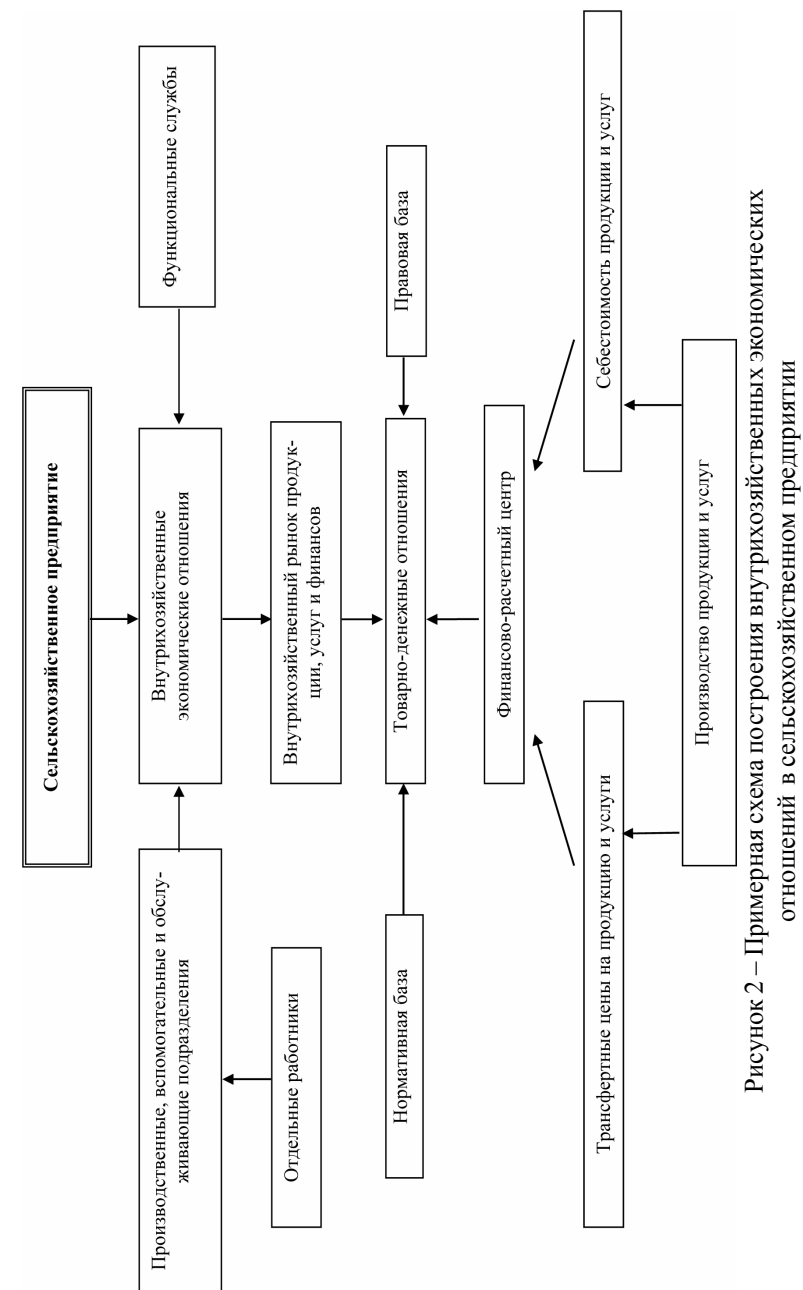 Сельскохозяйственное предприятие
Производственные, вспомогательные и обслу-
живающие подразделения
Внутрихозяйственные
экономические отношения
Функциональные службы
Отдельные работники
Внутрихозяйственный рынок продук-
ции, услуг и финансов
Нормативная база
Товарно-денежные отношения
Правовая база
Финансово-расчетный центр
Трансфертные цены на продукцию и услуги
Себестоимость продукции и услуг
Производство продукции и услуг
Рисунок 2 – Примерная схема построения внутрихозяйственных экономических
отношений в сельскохозяйственном предприятии